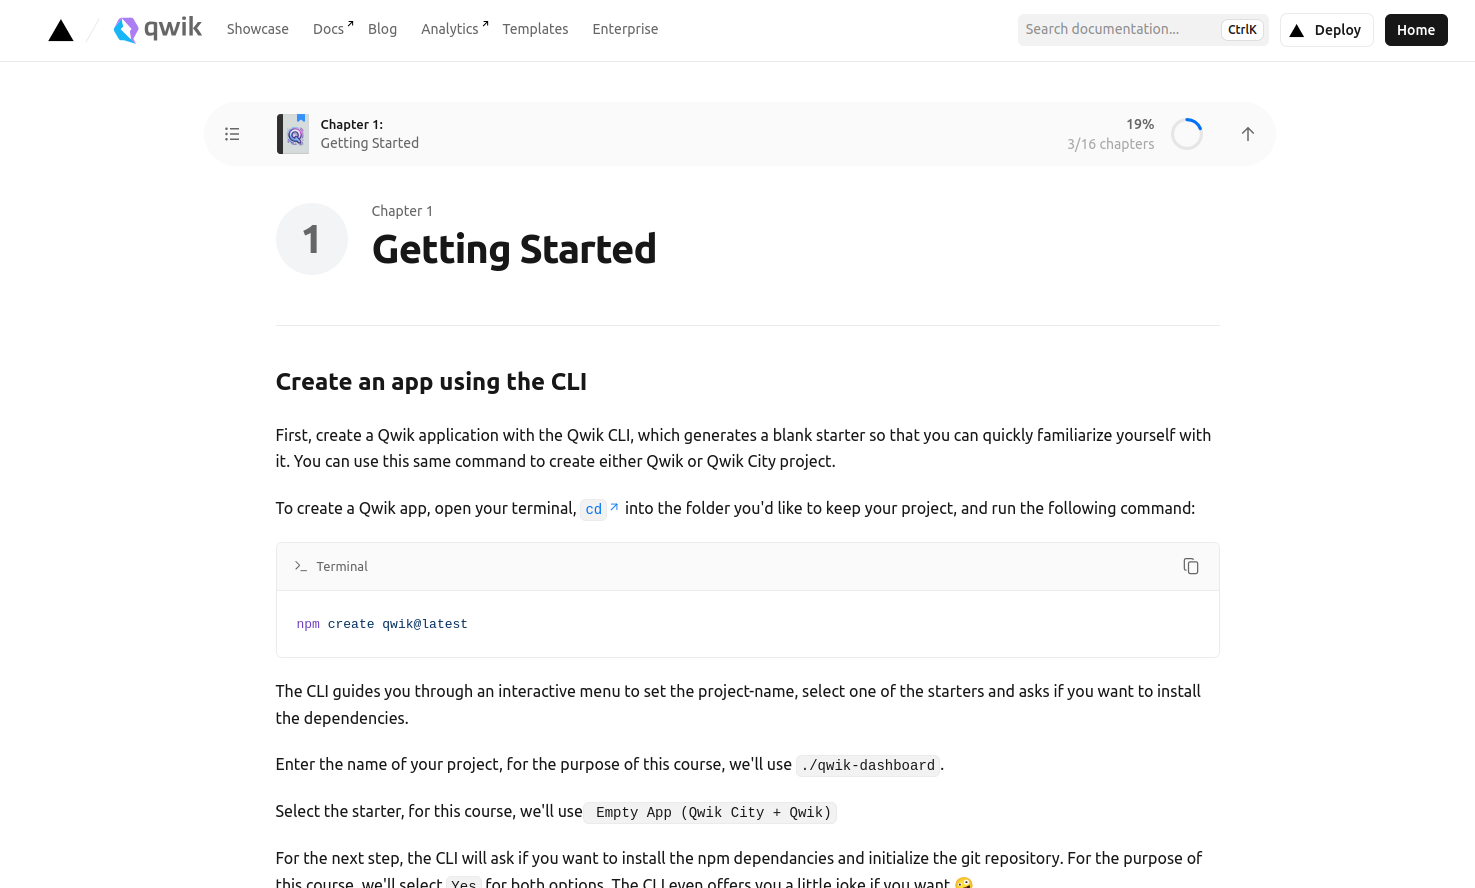 qwik
Showcase
Docs
Blog
Analytics
Templates
Enterprise
Search documentation...
CtrlK
Deploy
Home
Chapter 1:
Getting Started
19%
3/16 chapters
1
Chapter 1
Getting Started
Create an app using the CLI
First, create a Qwik application with the Qwik CLI, which generates a blank starter so that you can quickly familiarize yourself with
it. You can use this same command to create either Qwik or Qwik City project.
To create a Qwik app, open your terminal, cd into the folder you'd like to keep your project, and run the following command:
Terminal
npm create qwik@latest
The CLI guides you through an interactive menu to set the project-name, select one of the starters and asks if you want to install
the dependencies.
Enter the name of your project, for the purpose of this course, we'll use ./qwik-dashboard.
Select the starter, for this course, we'll use Empty App (Qwik City + Qwik)
For the next step, the CLI will ask if you want to install the npm dependancies and initialize the git repository. For the purpose of
this course, we'll select Yes for both options. The CLI even offers you a little joke if you want 🤪